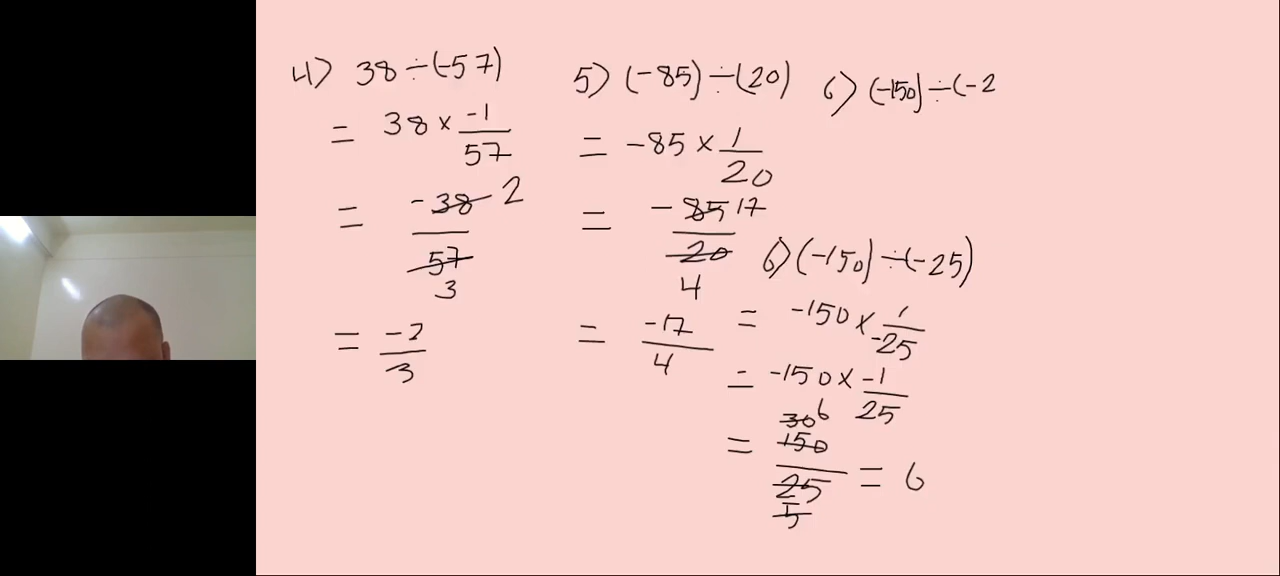 4) 38 ÷ (-57)
= 38 × -1/57
= -38/57 2 3
= -2/3
5) (-85) ÷ (20)
= -85 × 1/20
= -85/20 17 4
= -17/4
6) (-150) ÷ (-2
6) (-150) ÷ (-25)
= -150 × 1/-25
= -150 × -1/25
30 6
= 150/25 = 6
5